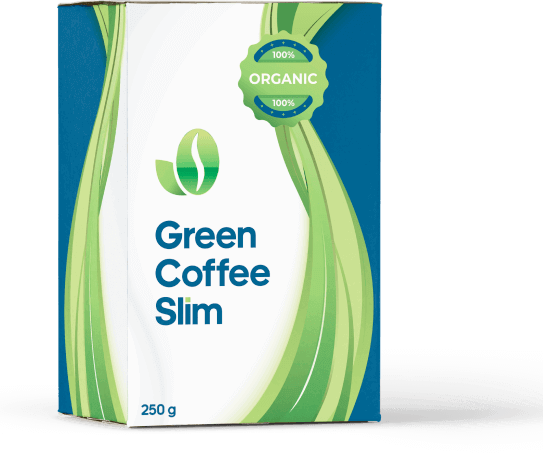 100%
ORGANIC
100%
Green
Coffee
Slim
250 g